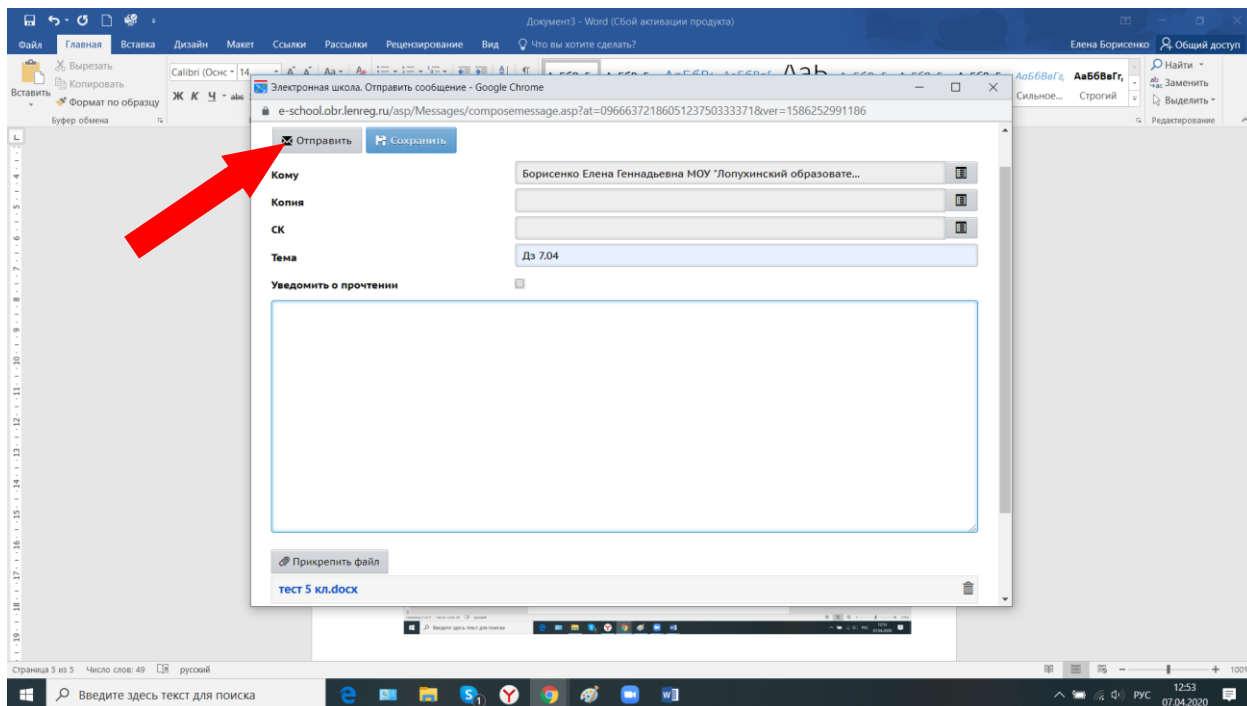 Документ3 - Word (Сбой активации продукта)
Файл Главная Вставка Дизайн Макет Ссылки Рассылки Рецензирование Вид Что вы хотите сделать? Елена Борисенко Общий доступ
Вставить
Вырезать
Копировать
Формат по образцу
Буфер обмена
Calibri (Оснс 14
Ж К Ч abc
АаБбВвГг, АаБбВвГг,
Сильное... Строгий
Найти
Заменить
Выделить
Редактирование
Электронная школа. Отправить сообщение - Google Chrome
e-school.obr.lenreg.ru/asp/Messages/composemessage.asp?at=09666372186051237503333371&ver=1586252991186
Отправить Сохранить
Кому Борисенко Елена Геннадьевна МОУ "Лопухинский образовате...
Копия
СК
Тема Дз 7.04
Уведомить о прочтении
Прикрепить файл
тест 5 кл.docx
Страница 5 из 5 Число слов: 49 русский 100%
Введите здесь текст для поиска
РУС 12:53
07.04.2020